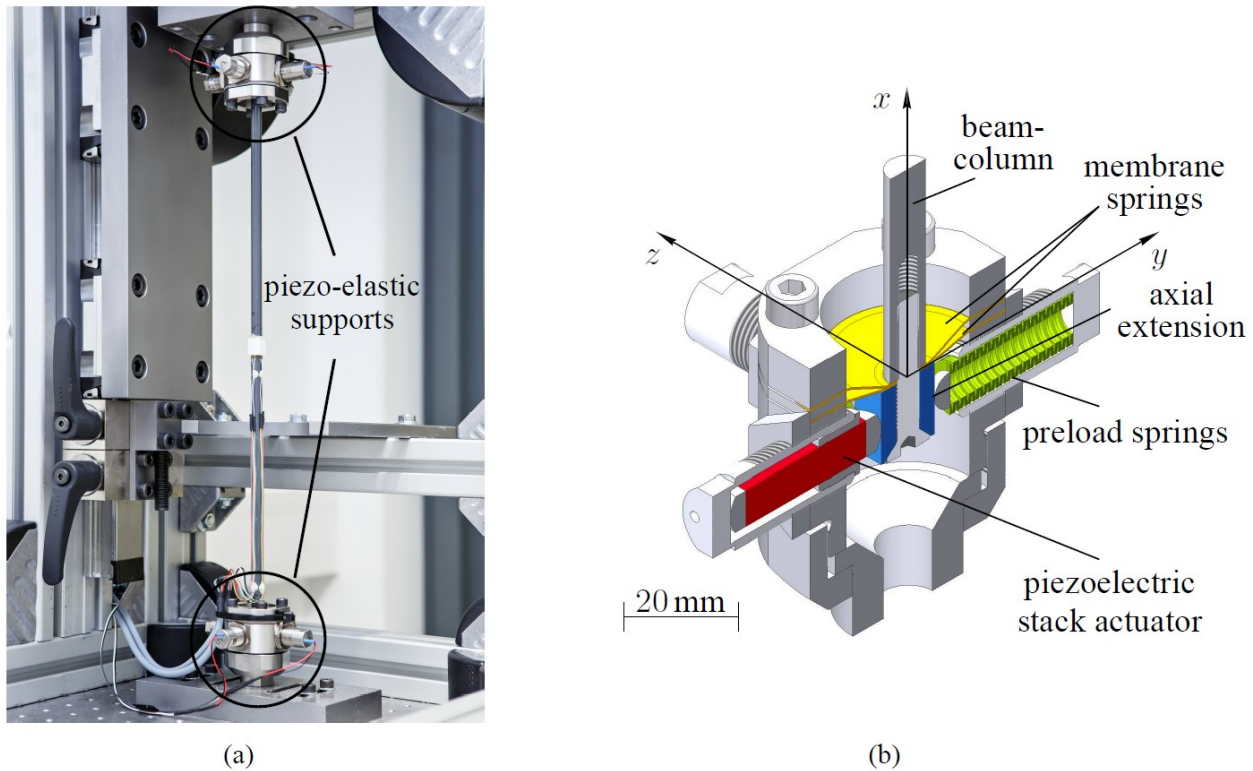 piezo-elastic
supports
(a)
x
beam-
column
membrane
springs
z
y
axial
extension
preload springs
20 mm
piezoelectric
stack actuator
(b)